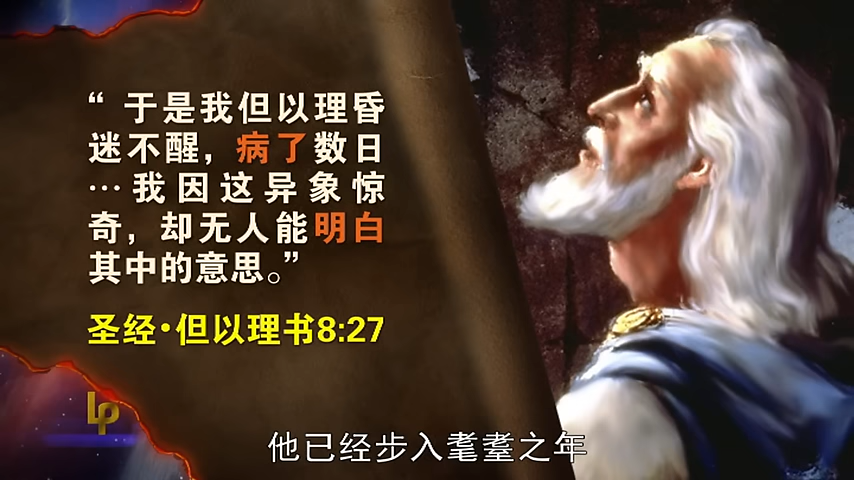 “于是我但以理昏
迷不醒，病了数日
…我因这异象惊
奇，却无人能明白
其中的意思。”
圣经·但以理书8:27
Lp
他已经步入耄耋之年